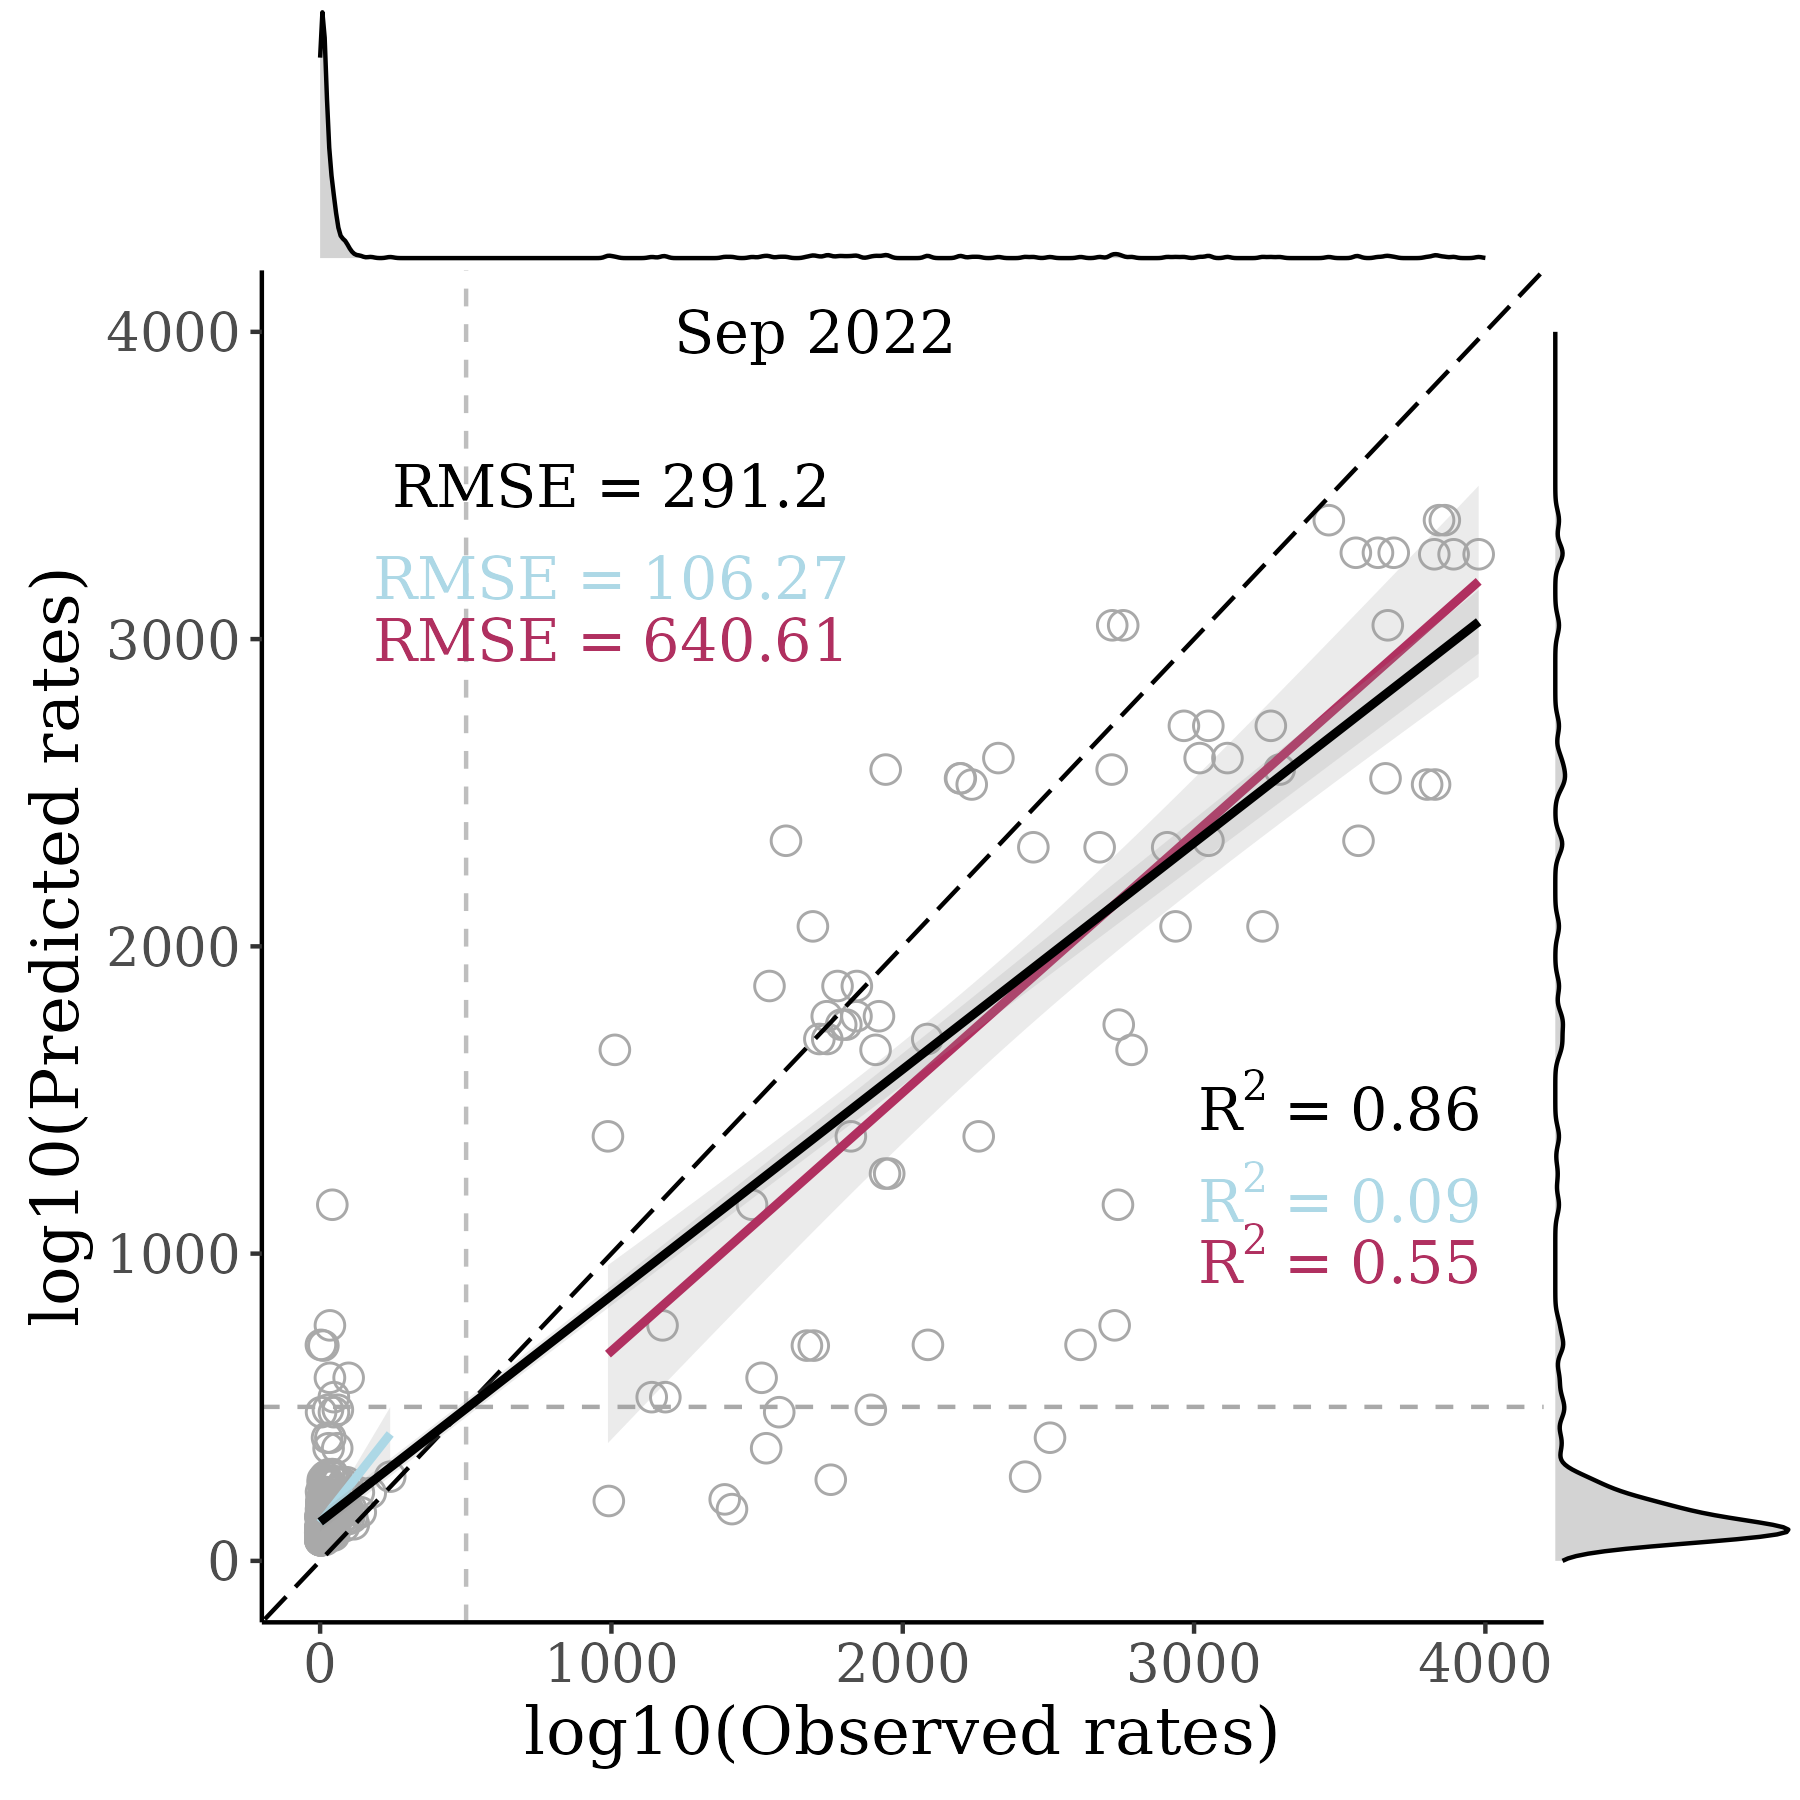 Sep 2022
RMSE = 291.2
RMSE = 106.27
RMSE = 640.61
R² = 0.86
R² = 0.09
R² = 0.55
log10(Predicted rates)
4000
3000
2000
1000
0
0 1000 2000 3000 4000
log10(Observed rates)